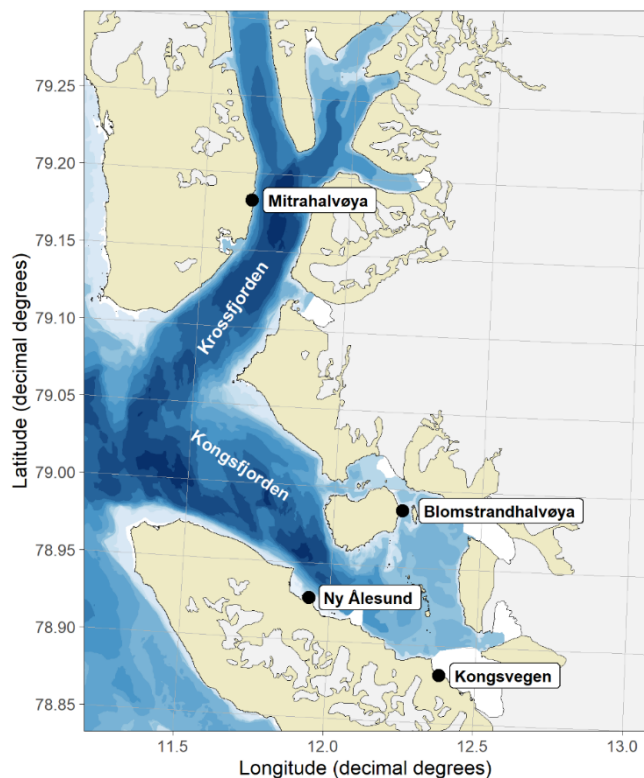 79.25
79.20
79.15
79.10
79.05
79.00
78.95
78.90
78.85
Latitude (decimal degrees)
Mitrahalvøya
Krossfjorden
Kongsfjorden
Blomstrandhalvøya
Ny Ålesund
Kongsvegen
11.5 12.0 12.5 13.0
Longitude (decimal degrees)